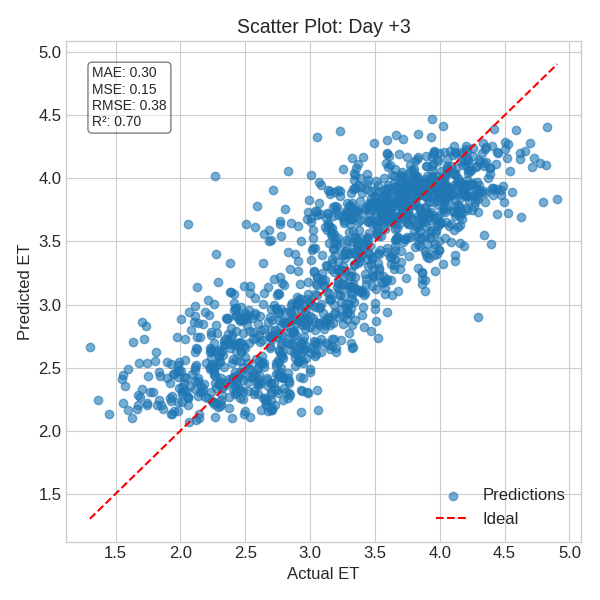 Scatter Plot: Day +3
MAE: 0.30
MSE: 0.15
RMSE: 0.38
R²: 0.70
Predicted ET
5.0
4.5
4.0
3.5
3.0
2.5
2.0
1.5
Predictions
Ideal
1.5 2.0 2.5 3.0 3.5 4.0 4.5 5.0
Actual ET